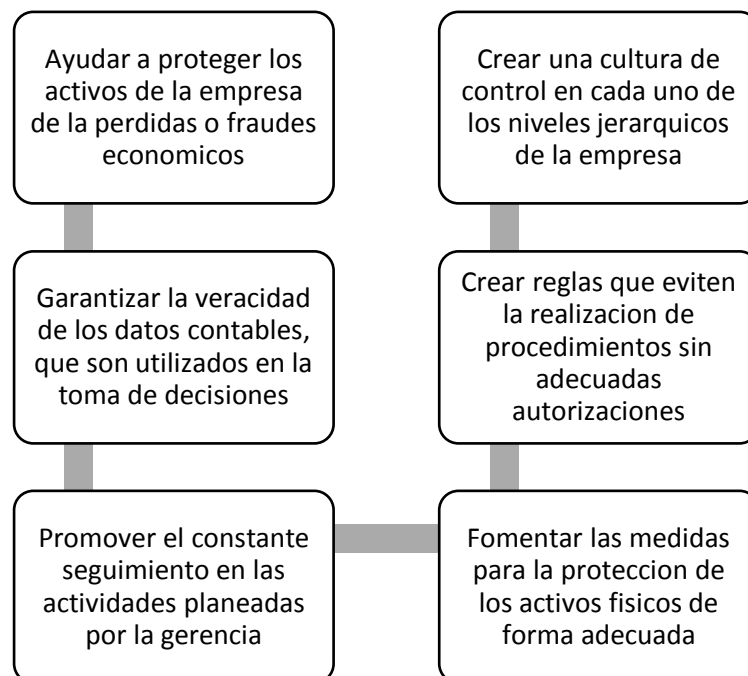 Ayudar a proteger los
activos de la empresa
de la perdidas o fraudes
economicos
Garantizar la veracidad
de los datos contables,
que son utilizados en la
toma de decisiones
Promover el constante
seguimiento en las
actividades planeadas
por la gerencia
Fomentar las medidas
para la proteccion de
los activos fisicos de
forma adecuada
Crear reglas que eviten
la realizacion de
procedimientos sin
adecuadas
autorizaciones
Crear una cultura de
control en cada uno de
los niveles jerarquicos
de la empresa